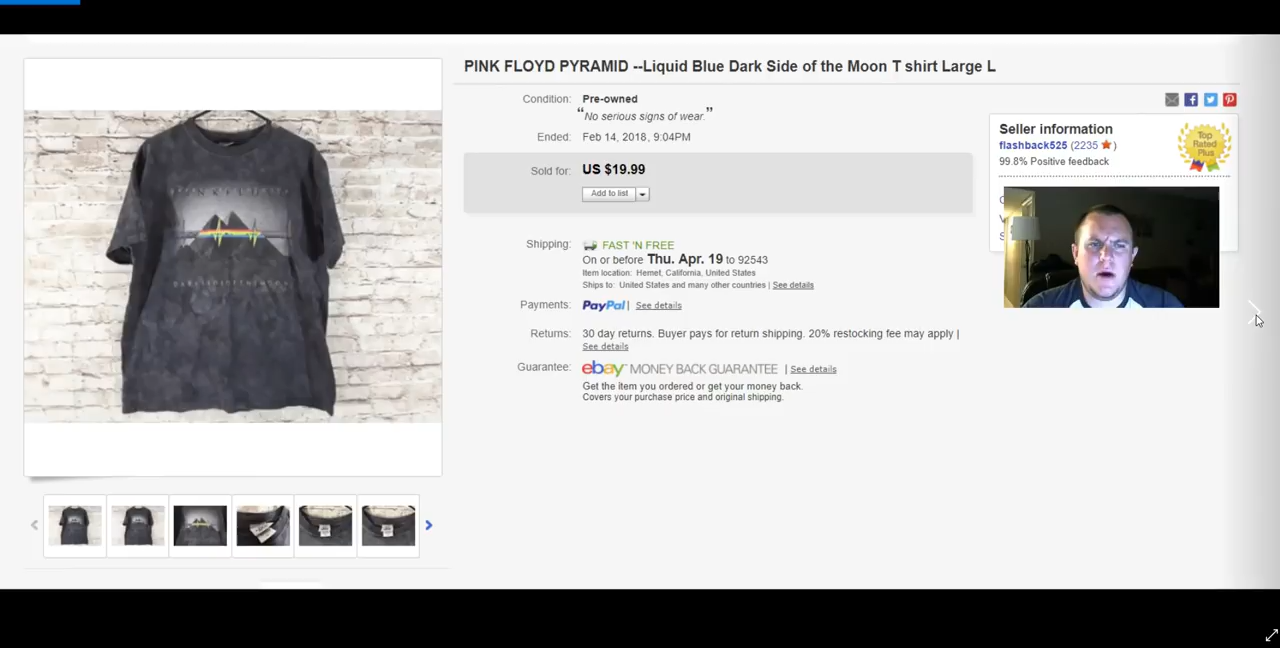 PINK FLOYD PYRAMID --Liquid Blue Dark Side of the Moon T shirt Large L
Condition: Pre-owned
“No serious signs of wear.”
Ended: Feb 14, 2018, 9:04PM
Sold for: US $19.99
Add to list
Shipping: FAST 'N FREE
On or before Thu. Apr. 19 to 92543
Item location: Hemet, California, United States
Ships to: United States and many other countries | See details
Payments: PayPal | See details
Returns: 30 day returns. Buyer pays for return shipping. 20% restocking fee may apply |
See details
Guarantee: ebay MONEY BACK GUARANTEE | See details
Get the item you ordered or get your money back.
Covers your purchase price and original shipping.
Seller information
flashback525 (2235 ★)
99.8% Positive feedback
Top
Rated
Plus